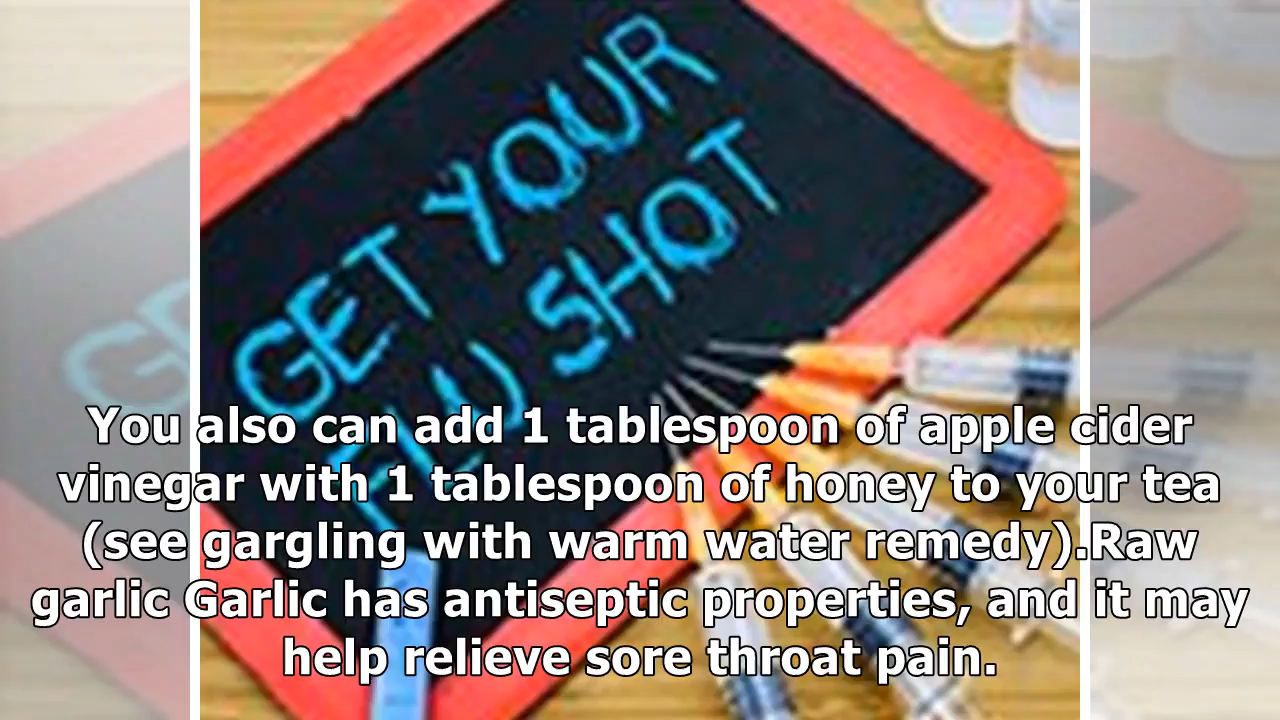 GET YOUR
FLU SHOT
You also can add 1 tablespoon of apple cider
vinegar with 1 tablespoon of honey to your tea
(see gargling with warm water remedy).Raw
garlic Garlic has antiseptic properties, and it may
help relieve sore throat pain.